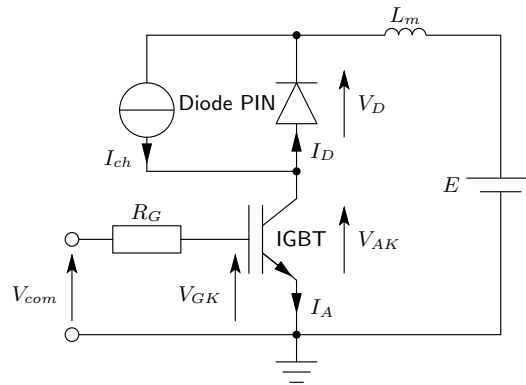 L_m
Diode PIN
V_D
I_ch
I_D
E
R_G
IGBT
V_AK
V_com
V_GK
I_A